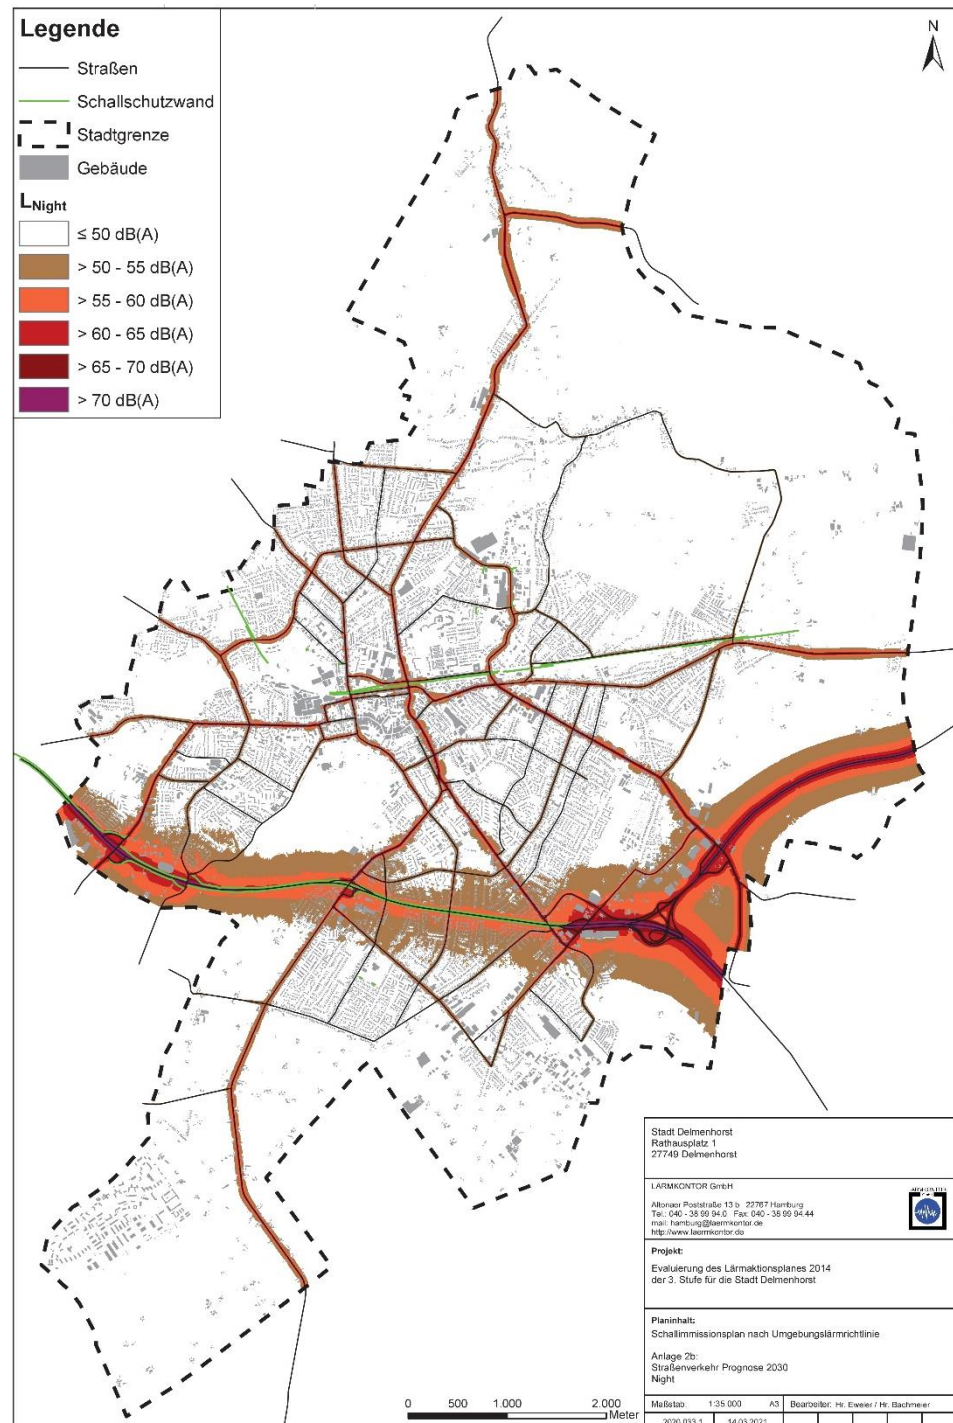 Legende
Straßen
Schallschutzwand
Stadtgrenze
Gebäude
LNight
≤ 50 dB(A)
> 50 - 55 dB(A)
> 55 - 60 dB(A)
> 60 - 65 dB(A)
> 65 - 70 dB(A)
> 70 dB(A)
N
0 500 1.000 2.000
Meter
Stadt Delmenhorst
Rathausplatz 1
27749 Delmenhorst
LÄRMKONTOR GmbH
Altonaer Poststraße 13 b 22767 Hamburg
Tel.: 040 - 38 99 94.0 Fax: 040 - 38 99 94.44
mail: hamburg@laermkontor.de
http://www.laermkontor.de
LÄRMKONTOR
Projekt:
Evaluierung des Lärmaktionsplanes 2014
der 3. Stufe für die Stadt Delmenhorst
Planinhalt:
Schallimmissionsplan nach Umgebungslärmrichtlinie
Anlage 2b:
Straßenverkehr Prognose 2030
Night
Maßstab: 1:35 000 A3 Bearbeiter: Hr. Eweler / Hr. Bachmeier
2020.033.1 14.03.2021